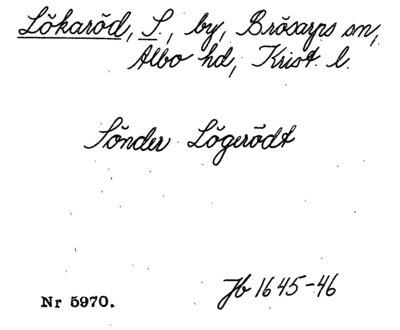 Lökaröd, S., by, Brösarps sn,
Albo hd, Krist. l.
Sönder Lögerödt
Jb 1645-46
Nr 5970.